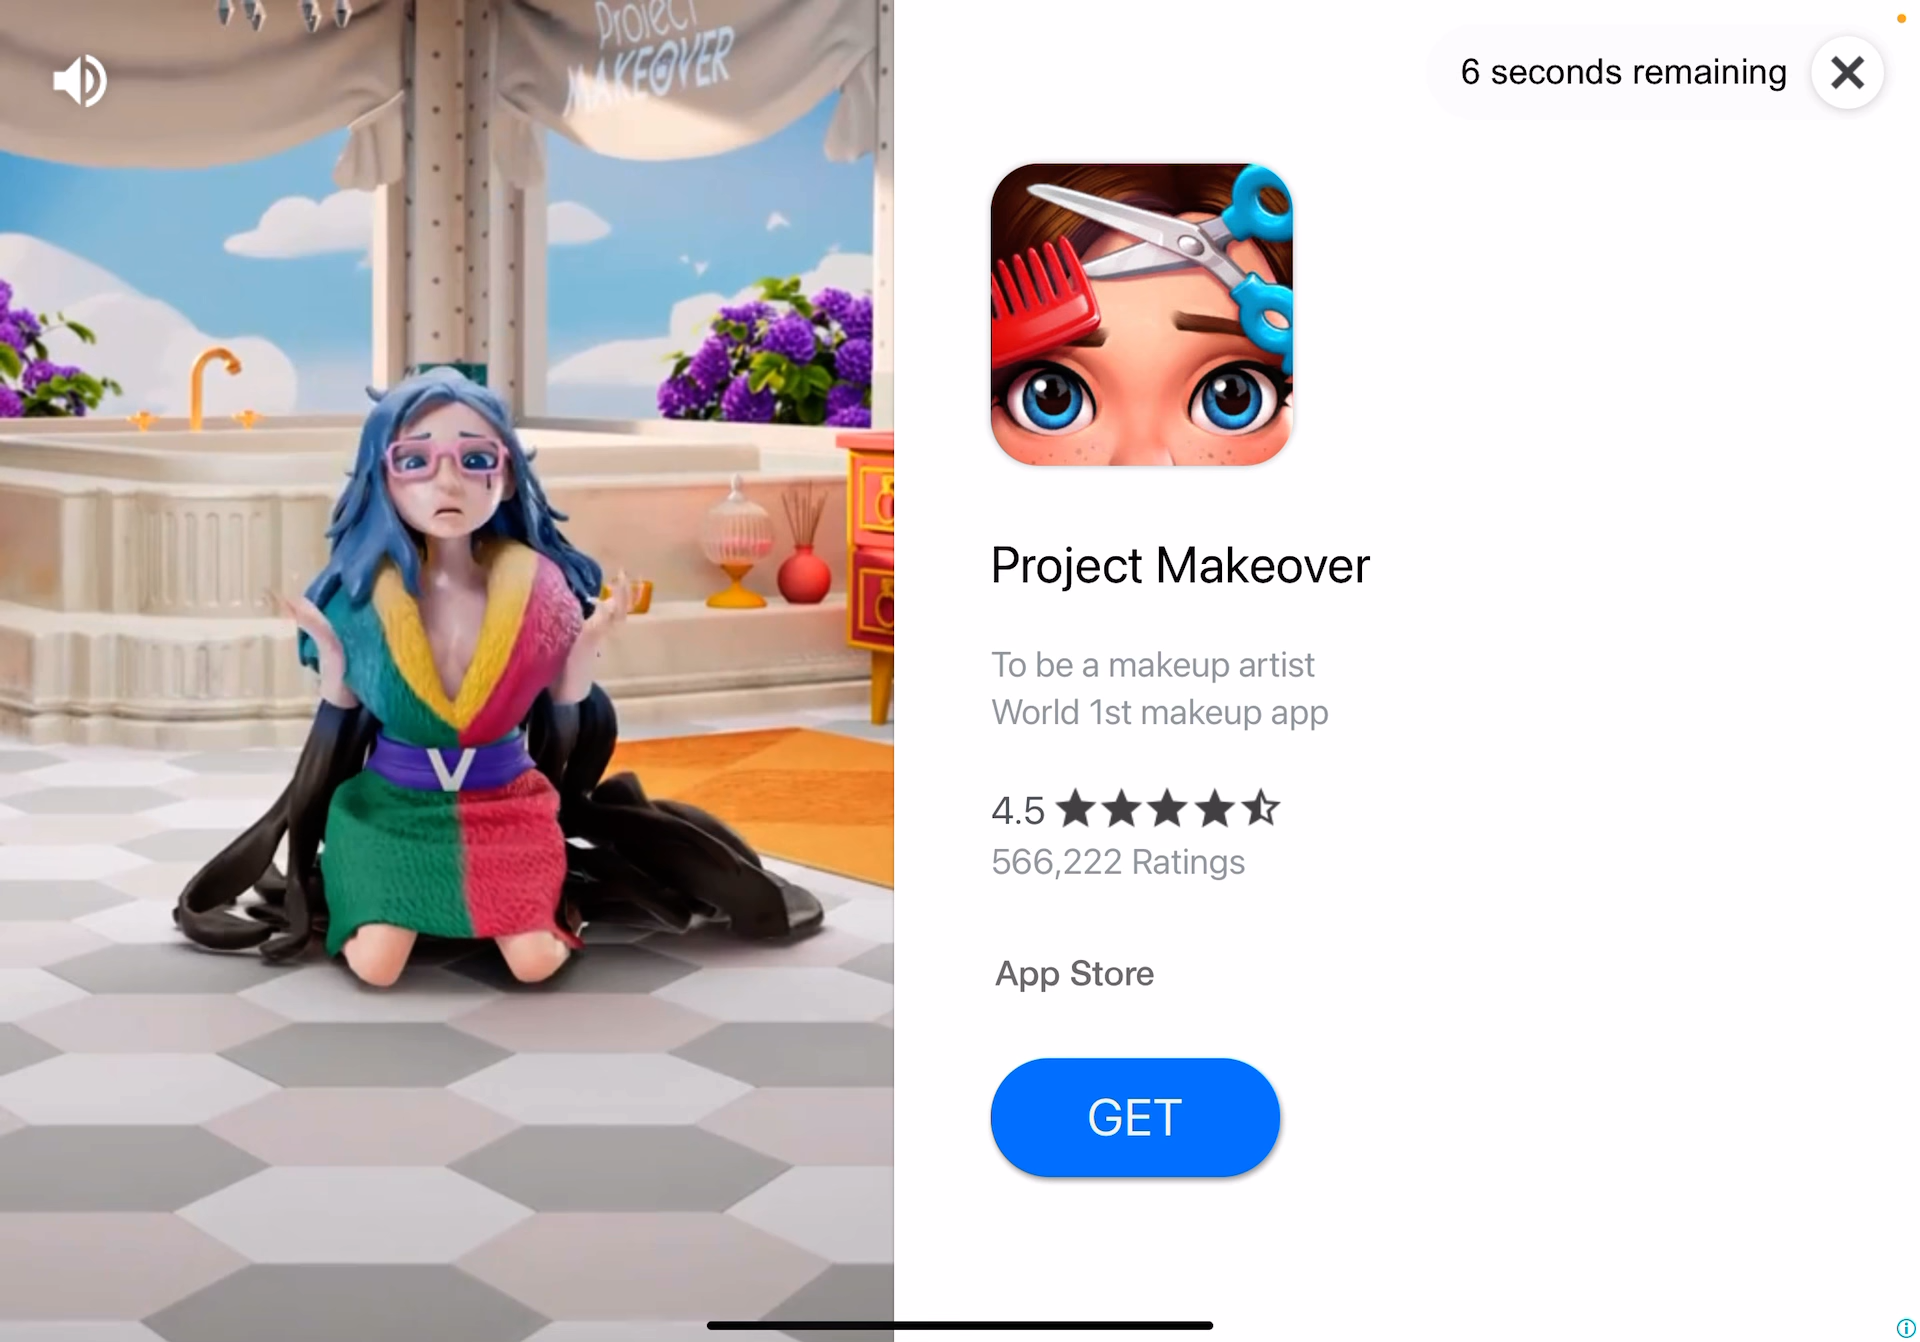 Project
MAKEOVER
6 seconds remaining
Project Makeover
To be a makeup artist
World 1st makeup app
4.5
566,222 Ratings
App Store
GET
V